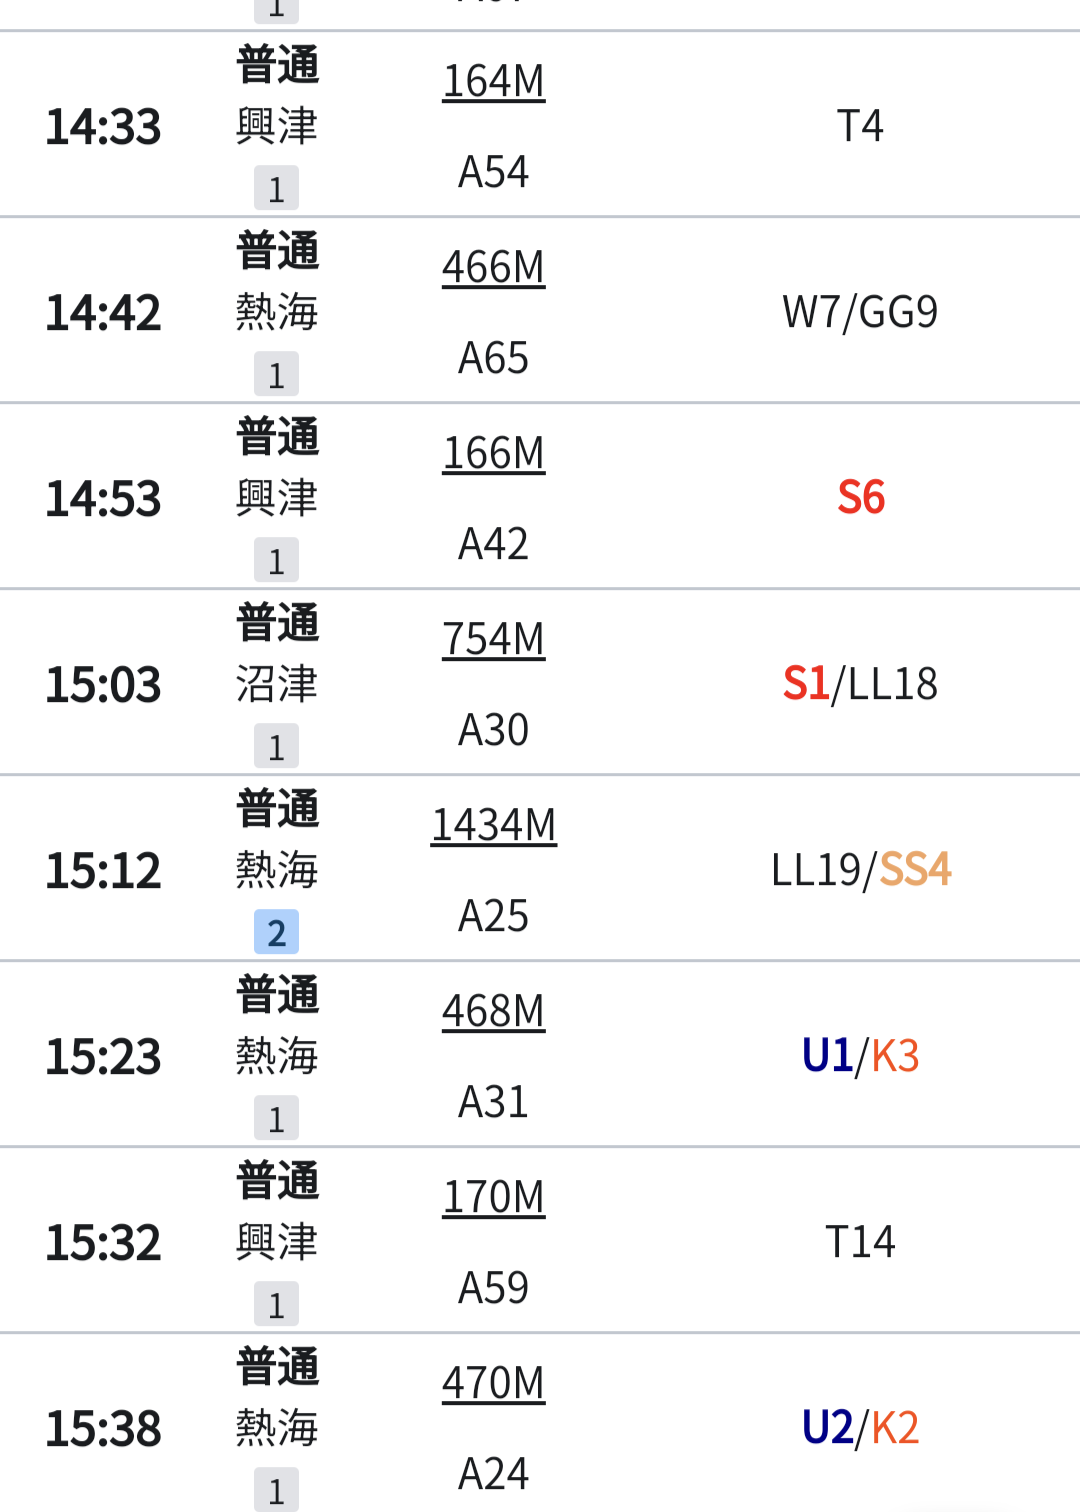 1
14:33
普通
興津
1
164M
A54
T4
14:42
普通
熱海
1
466M
A65
W7/GG9
14:53
普通
興津
1
166M
A42
S6
15:03
普通
沼津
1
754M
A30
S1/LL18
15:12
普通
熱海
2
1434M
A25
LL19/SS4
15:23
普通
熱海
1
468M
A31
U1/K3
15:32
普通
興津
1
170M
A59
T14
15:38
普通
熱海
1
470M
A24
U2/K2